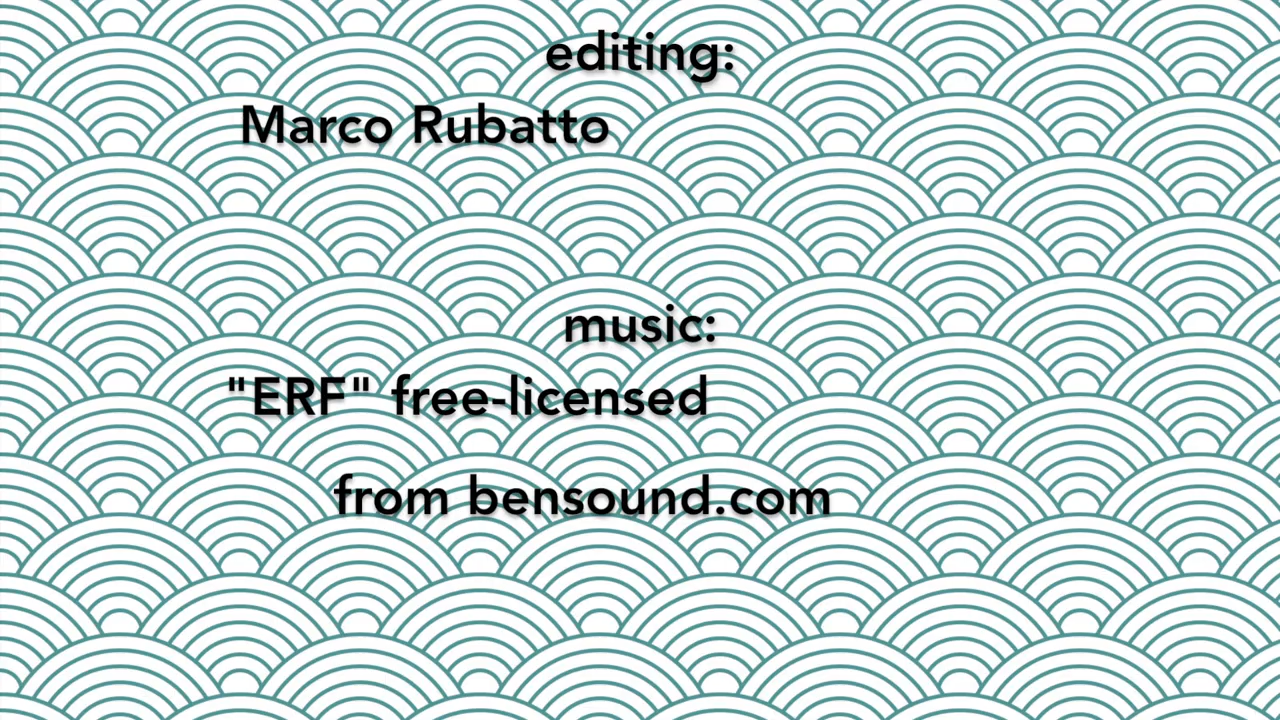 editing:
Marco Rubatto
music:
"ERF" free-licensed
from bensound.com